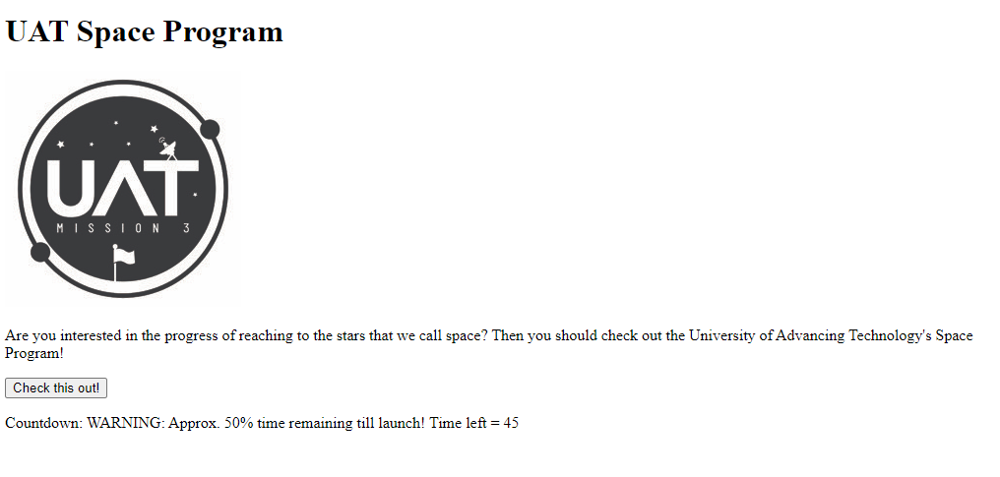 UAT Space Program
UAT
MISSION 3
Are you interested in the progress of reaching to the stars that we call space? Then you should check out the University of Advancing Technology's Space
Program!
Check this out!
Countdown: WARNING: Approx. 50% time remaining till launch! Time left = 45